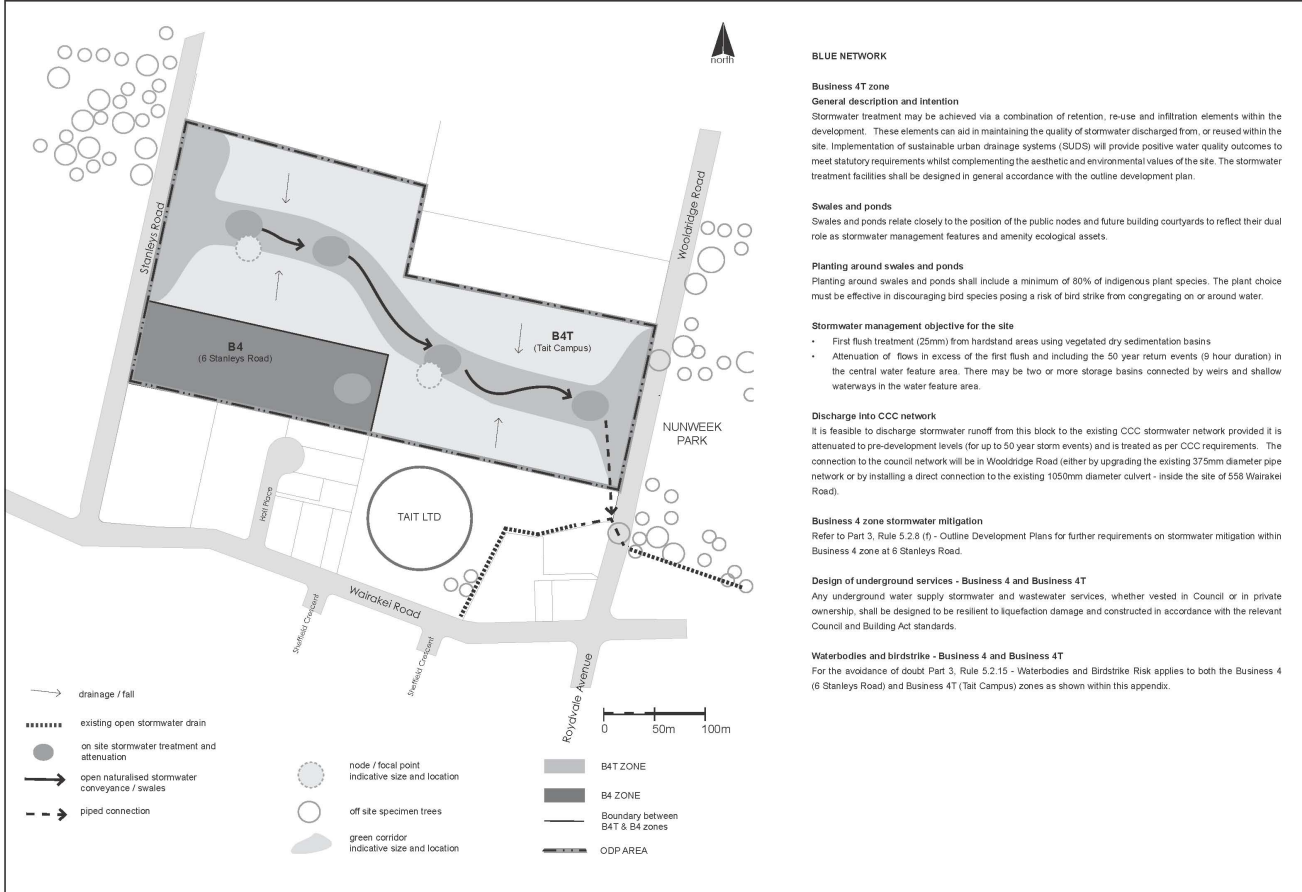 north
Stanleys Road
Wooldridge Road
B4
(6 Stanleys Road)
B4T
(Tait Campus)
NUNWEEK
PARK
Holt Place
TAIT LTD
Wairakei Road
Sheffield Crescent
Sheffield Crescent
Roydvale Avenue
0 50m 100m
drainage / fall
existing open stormwater drain
on site stormwater treatment and
attenuation
open naturalised stormwater
conveyance / swales
piped connection
node / focal point
indicative size and location
off site specimen trees
green corridor
indicative size and location
B4T ZONE
B4 ZONE
Boundary between
B4T & B4 zones
ODP AREA
BLUE NETWORK
Business 4T zone
General description and intention
Stormwater treatment may be achieved via a combination of retention, re-use and infiltration elements within the
development. These elements can aid in maintaining the quality of stormwater discharged from, or reused within the
site. Implementation of sustainable urban drainage systems (SUDS) will provide positive water quality outcomes to
meet statutory requirements whilst complementing the aesthetic and environmental values of the site. The stormwater
treatment facilities shall be designed in general accordance with the outline development plan.
Swales and ponds
Swales and ponds relate closely to the position of the public nodes and future building courtyards to reflect their dual
role as stormwater management features and amenity ecological assets.
Planting around swales and ponds
Planting around swales and ponds shall include a minimum of 80% of indigenous plant species. The plant choice
must be effective in discouraging bird species posing a risk of bird strike from congregating on or around water.
Stormwater management objective for the site
• First flush treatment (25mm) from hardstand areas using vegetated dry sedimentation basins
• Attenuation of flows in excess of the first flush and including the 50 year return events (9 hour duration) in
the central water feature area. There may be two or more storage basins connected by weirs and shallow
waterways in the water feature area.
Discharge into CCC network
It is feasible to discharge stormwater runoff from this block to the existing CCC stormwater network provided it is
attenuated to pre-development levels (for up to 50 year storm events) and is treated as per CCC requirements. The
connection to the council network will be in Wooldridge Road (either by upgrading the existing 375mm diameter pipe
network or by installing a direct connection to the existing 1050mm diameter culvert - inside the site of 558 Wairakei
Road).
Business 4 zone stormwater mitigation
Refer to Part 3, Rule 5.2.8 (f) - Outline Development Plans for further requirements on stormwater mitigation within
Business 4 zone at 6 Stanleys Road.
Design of underground services - Business 4 and Business 4T
Any underground water supply stormwater and wastewater services, whether vested in Council or in private
ownership, shall be designed to be resilient to liquefaction damage and constructed in accordance with the relevant
Council and Building Act standards.
Waterbodies and birdstrike - Business 4 and Business 4T
For the avoidance of doubt Part 3, Rule 5.2.15 - Waterbodies and Birdstrike Risk applies to both the Business 4
(6 Stanleys Road) and Business 4T (Tait Campus) zones as shown within this appendix.